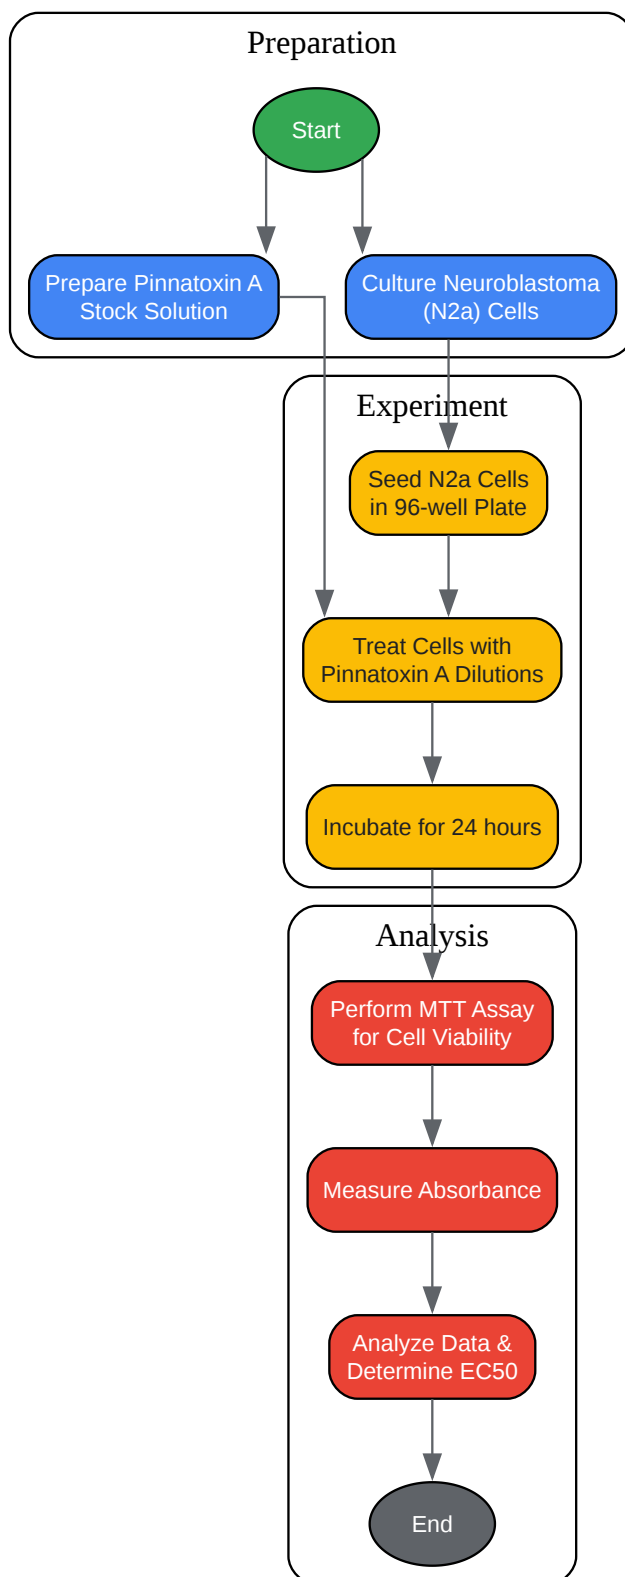 Preparation
Start
Prepare Pinnatoxin A
Stock Solution
Culture Neuroblastoma
(N2a) Cells
Experiment
Seed N2a Cells
in 96-well Plate
Treat Cells with
Pinnatoxin A Dilutions
Incubate for 24 hours
Analysis
Perform MTT Assay
for Cell Viability
Measure Absorbance
Analyze Data &
Determine EC50
End